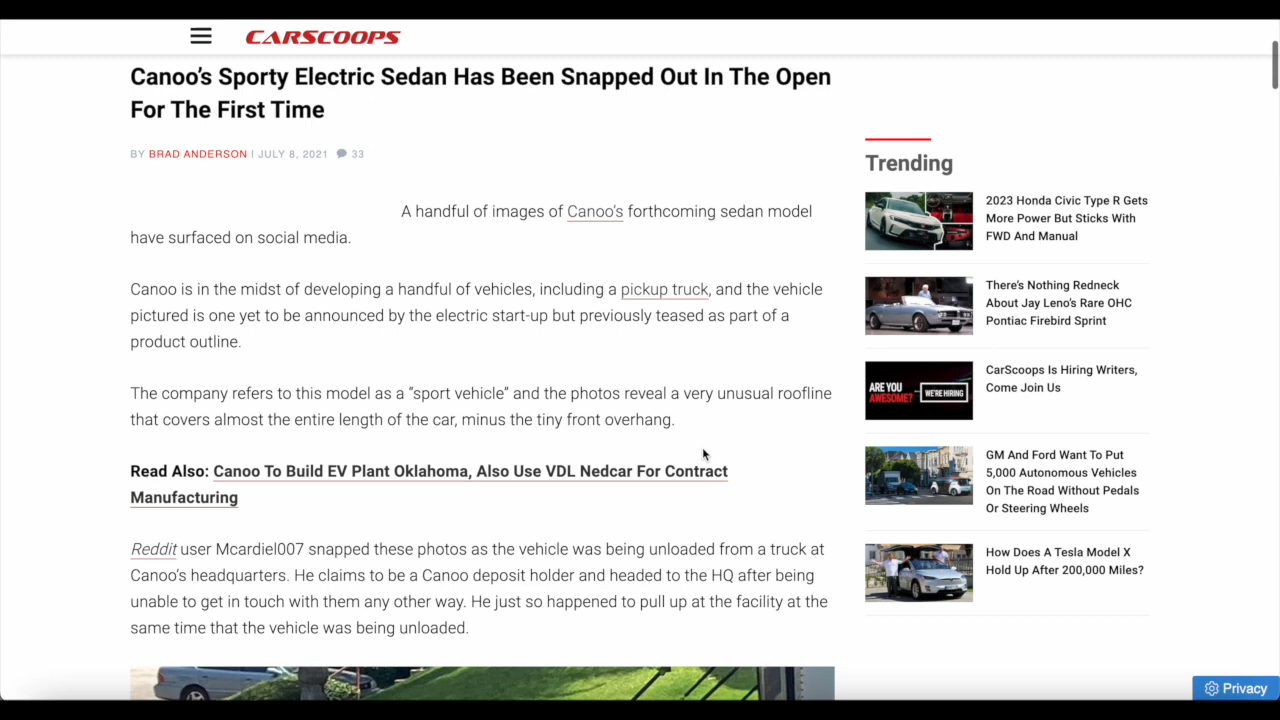 CARSCOOPS
Canoo's Sporty Electric Sedan Has Been Snapped Out In The Open
For The First Time
BY BRAD ANDERSON | JULY 8, 2021 33
A handful of images of Canoo's forthcoming sedan model
have surfaced on social media.
Canoo is in the midst of developing a handful of vehicles, including a pickup truck, and the vehicle
pictured is one yet to be announced by the electric start-up but previously teased as part of a
product outline.
The company refers to this model as a “sport vehicle” and the photos reveal a very unusual roofline
that covers almost the entire length of the car, minus the tiny front overhang.
Read Also: Canoo To Build EV Plant Oklahoma, Also Use VDL Nedcar For Contract
Manufacturing
Reddit user Mcardiel007 snapped these photos as the vehicle was being unloaded from a truck at
Canoo's headquarters. He claims to be a Canoo deposit holder and headed to the HQ after being
unable to get in touch with them any other way. He just so happened to pull up at the facility at the
same time that the vehicle was being unloaded.
Trending
2023 Honda Civic Type R Gets
More Power But Sticks With
FWD And Manual
There's Nothing Redneck
About Jay Leno's Rare OHC
Pontiac Firebird Sprint
ARE YOU
AWESOME?
WE'RE HIRING
CarScoops Is Hiring Writers,
Come Join Us
GM And Ford Want To Put
5,000 Autonomous Vehicles
On The Road Without Pedals
Or Steering Wheels
How Does A Tesla Model X
Hold Up After 200,000 Miles?
Privacy